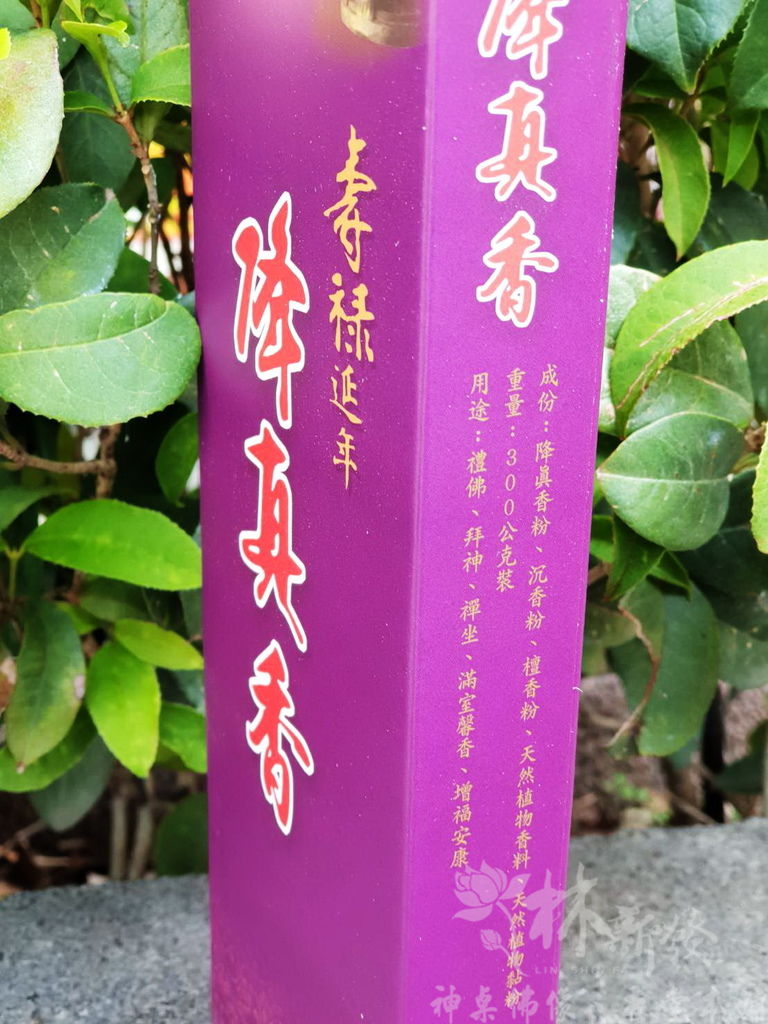 壽祿延年
降真香
降真香
成份：降眞香粉、沉香粉、檀香粉、天然植物香料、天然植物黏粉
重量：300公克裝
用途：禮佛、拜神、禪坐、滿室馨香、增福安康
林新發
神桌佛